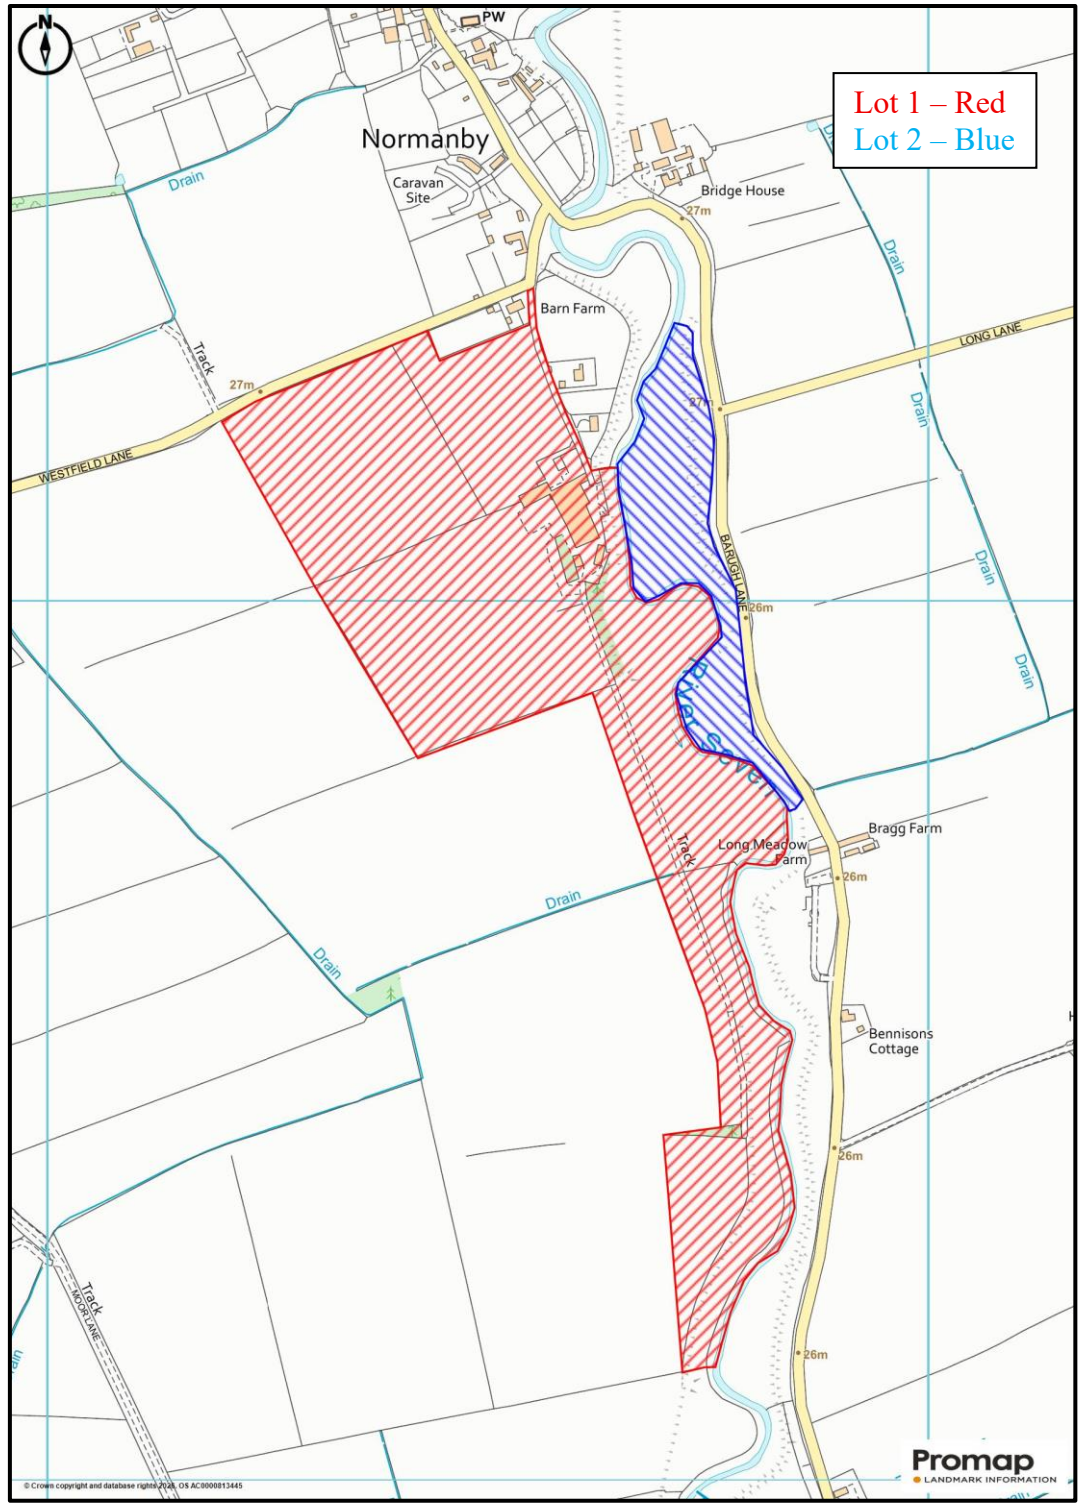 N
PW
Lot 1 – Red
Lot 2 – Blue
Normanby
Drain
Caravan
Site
Bridge House
27m
Drain
Barn Farm
LONG LANE
Track
27m
27m
Drain
WESTFIELD LANE
BARUGH LANE
Drain
26m
Drain
River Seven
Bragg Farm
Long Meadow
Farm
Track
26m
Drain
Drain
Bennisons
Cottage
26m
Track
MOOR LANE
26m
Promap
LANDMARK INFORMATION
© Crown copyright and database rights 2025. OS AC0000813445